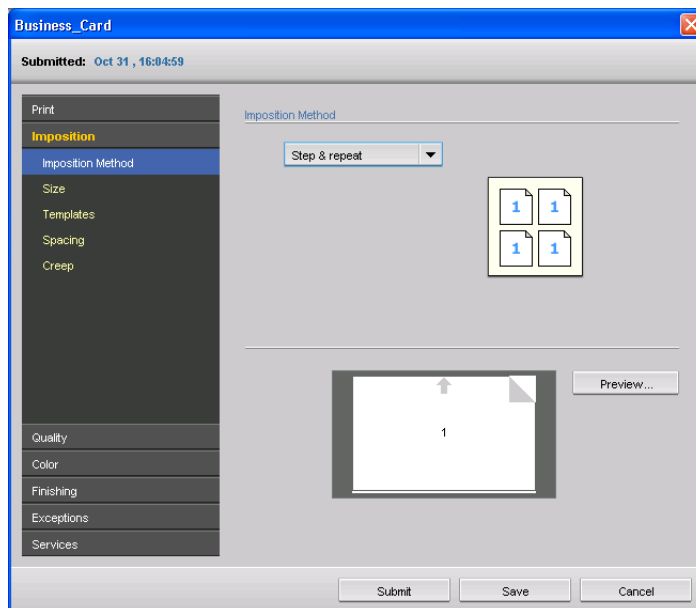 Business_Card
Submitted: Oct 31 , 16:04:59
Print
Imposition
Imposition Method
Size
Templates
Spacing
Creep
Quality
Color
Finishing
Exceptions
Services
Imposition Method
Step & repeat
1 1
1 1
Preview...
1
Submit Save Cancel